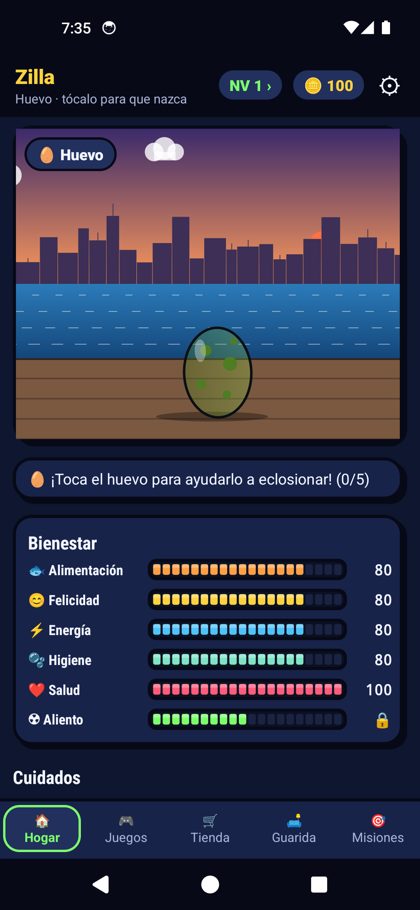 7:35
Zilla
Huevo · tócalo para que nazca
NV 1 ›
100
Huevo
¡Toca el huevo para ayudarlo a eclosionar! (0/5)
Bienestar
Alimentación 80
Felicidad 80
Energía 80
Higiene 80
Salud 100
Aliento
Cuidados
Hogar
Juegos
Tienda
Guarida
Misiones